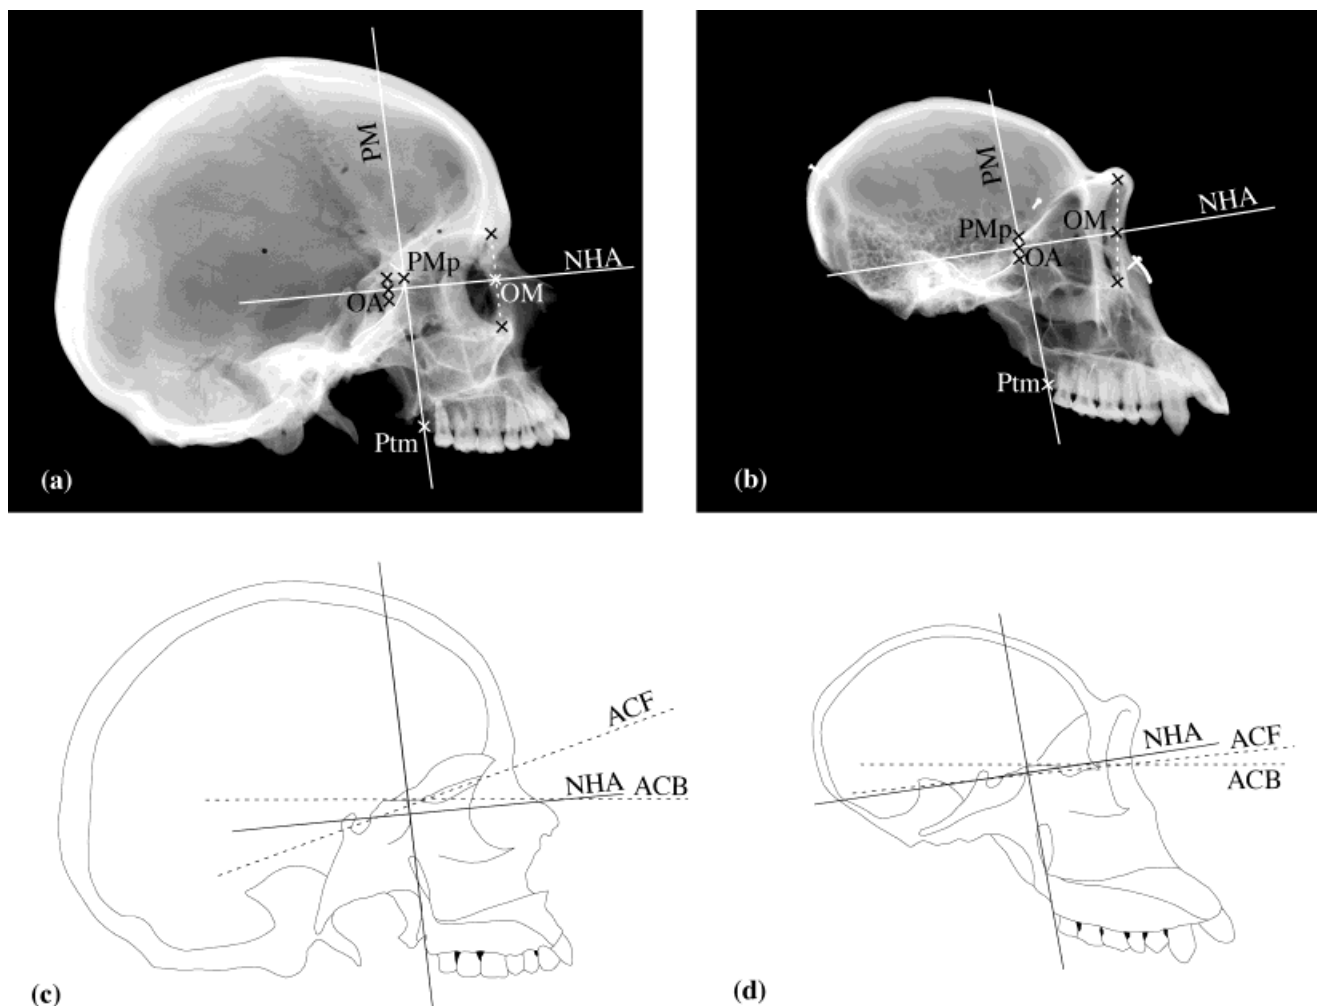 PM
PMp
NHA
OA
OM
Ptm
(a)
PM
NHA
PMp
OM
OA
Ptm
(b)
ACF
NHA
ACB
(c)
NHA
ACF
ACB
(d)